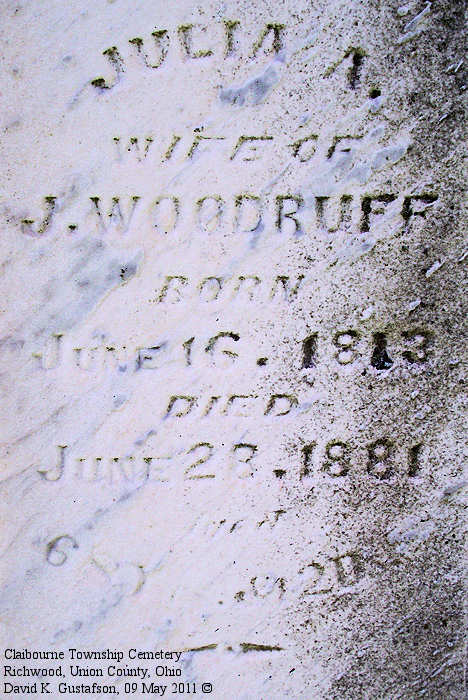 JULIA A.
WIFE OF
J. WOODRUFF
BORN
JUNE 16. 1813
DIED
JUNE 28. 1881
Claibourne Township Cemetery
Richwood, Union County, Ohio
David K. Gustafson, 09 May 2011 ©